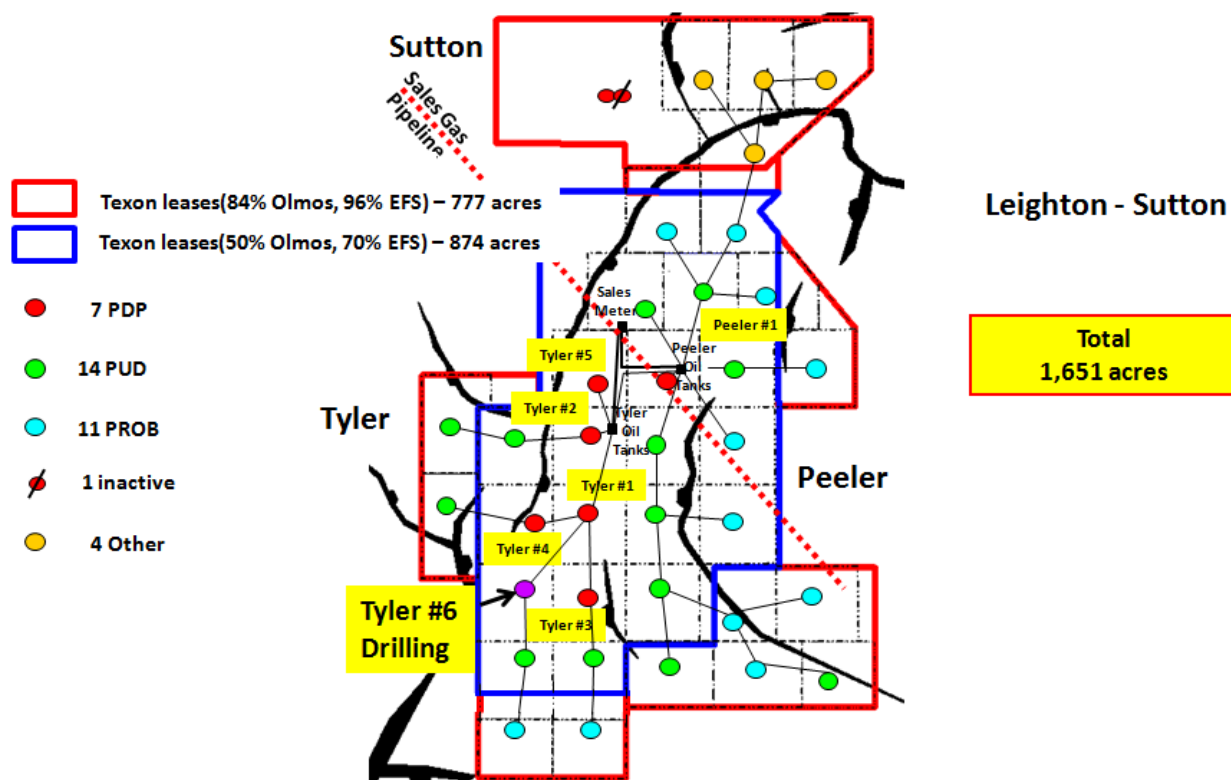 Sutton
Sales Gas
Pipeline
Texon leases(84% Olmos, 96% EFS) – 777 acres
Texon leases(50% Olmos, 70% EFS) – 874 acres
Leighton - Sutton
7 PDP
14 PUD
11 PROB
1 inactive
4 Other
Total
1,651 acres
Sales
Meter
Peeler #1
Tyler #5
Peeler
Oil
Tanks
Tyler #2
Tyler
Oil
Tanks
Tyler
Peeler
Tyler #1
Tyler #4
Tyler #6
Drilling
Tyler #3